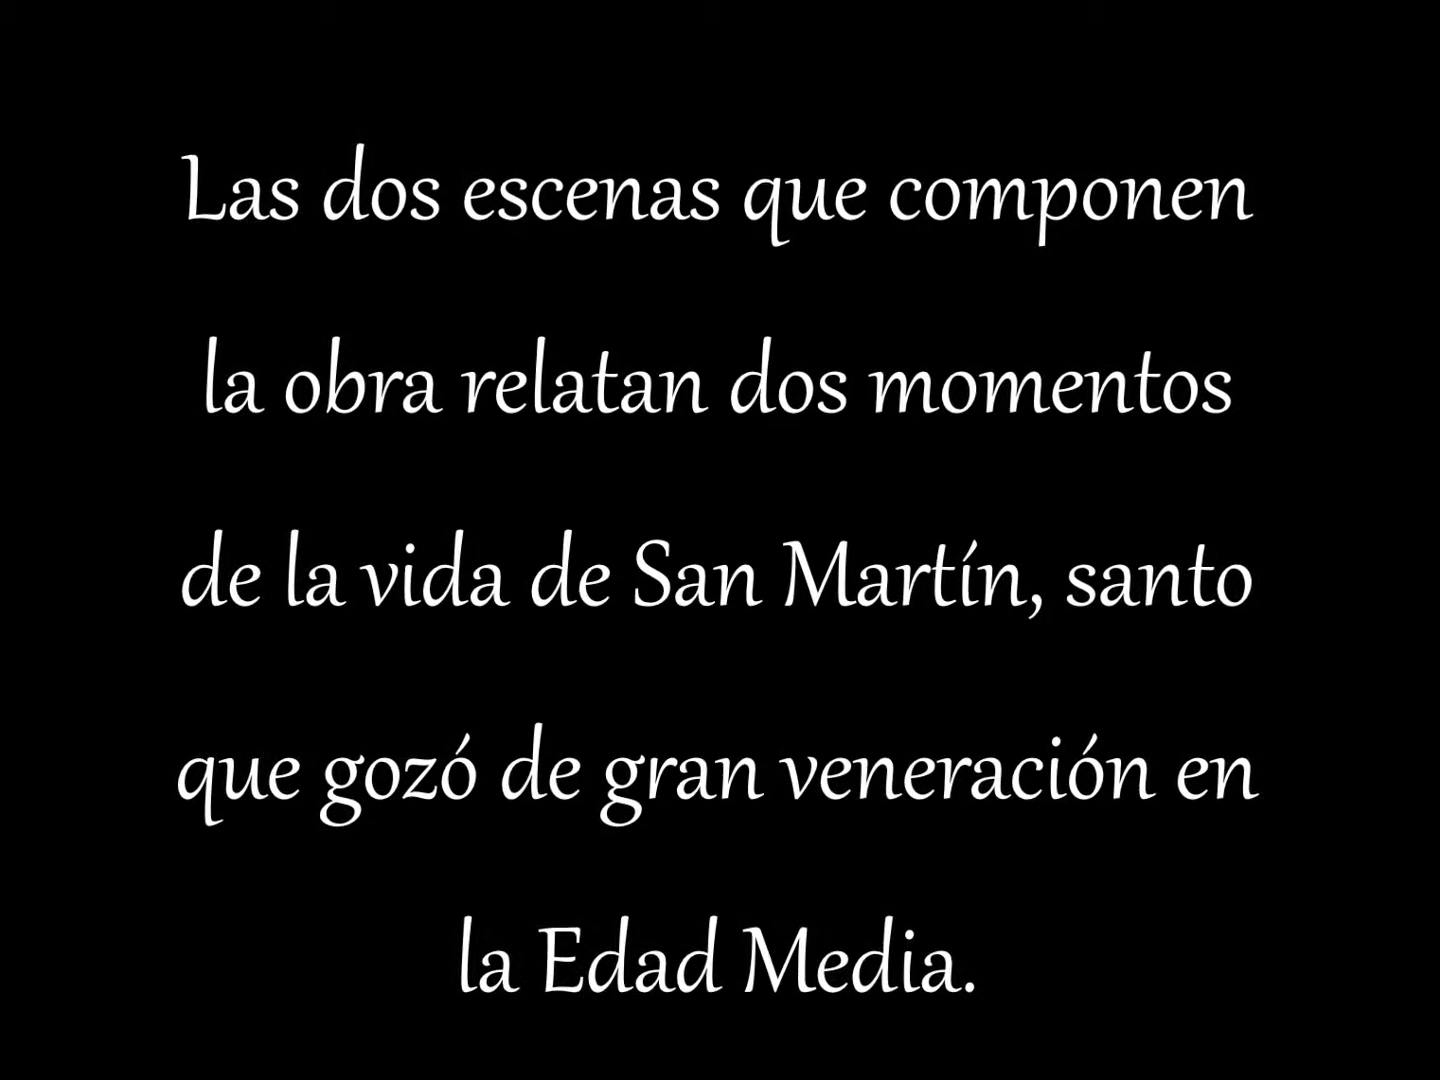 Las dos escenas que componen
la obra relatan dos momentos
de la vida de San Martín, santo
que gozó de gran veneración en
la Edad Media.